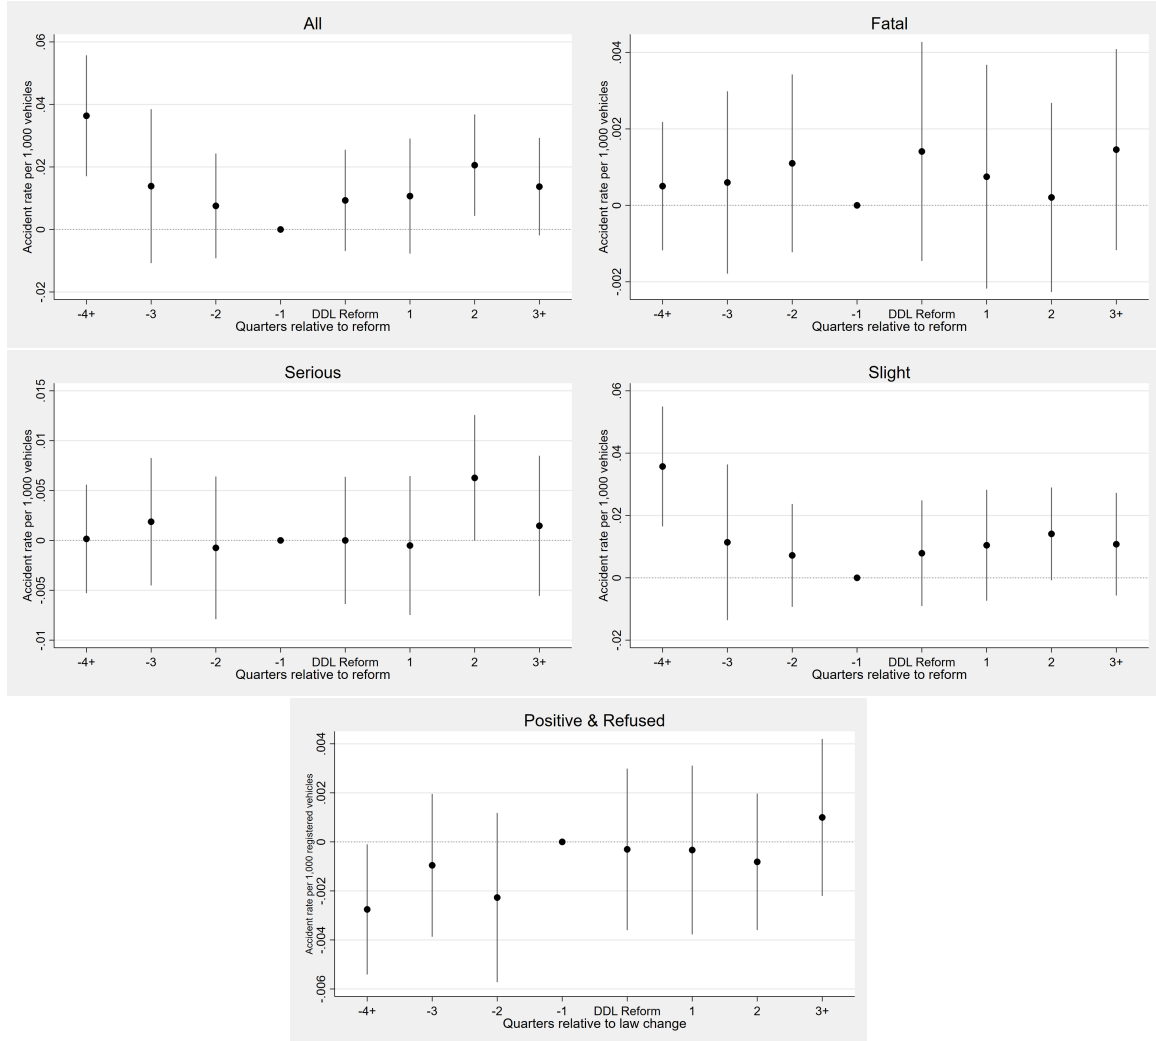 All
Accident rate per 1,000 vehicles
.06
.04
.02
0
-.02
-4+ -3 -2 -1 DDL Reform 1 2 3+
Quarters relative to reform
Fatal
Accident rate per 1,000 vehicles
.004
.002
0
-.002
-4+ -3 -2 -1 DDL Reform 1 2 3+
Quarters relative to reform
Serious
Accident rate per 1,000 vehicles
.015
.01
.005
0
-.005
-.01
-4+ -3 -2 -1 DDL Reform 1 2 3+
Quarters relative to reform
Slight
Accident rate per 1,000 vehicles
.06
.04
.02
0
-.02
-4+ -3 -2 -1 DDL Reform 1 2 3+
Quarters relative to reform
Positive & Refused
Accident rate per 1,000 registered vehicles
.004
.002
0
-.002
-.004
-.006
-4+ -3 -2 -1 DDL Reform 1 2 3+
Quarters relative to law change